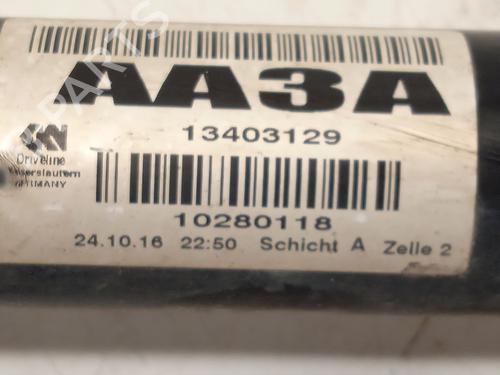 AA3A
13403129
Driveline
GERMANY
10280118
24.10.16 22:50 Schicht A Zelle 2